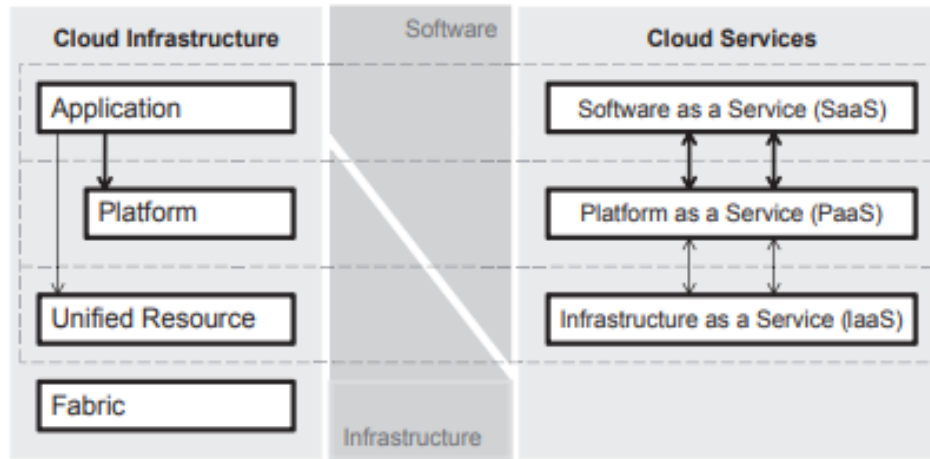 Cloud Infrastructure
Software
Cloud Services
Application
Software as a Service (SaaS)
Platform
Platform as a Service (PaaS)
Unified Resource
Infrastructure as a Service (IaaS)
Fabric
Infrastructure